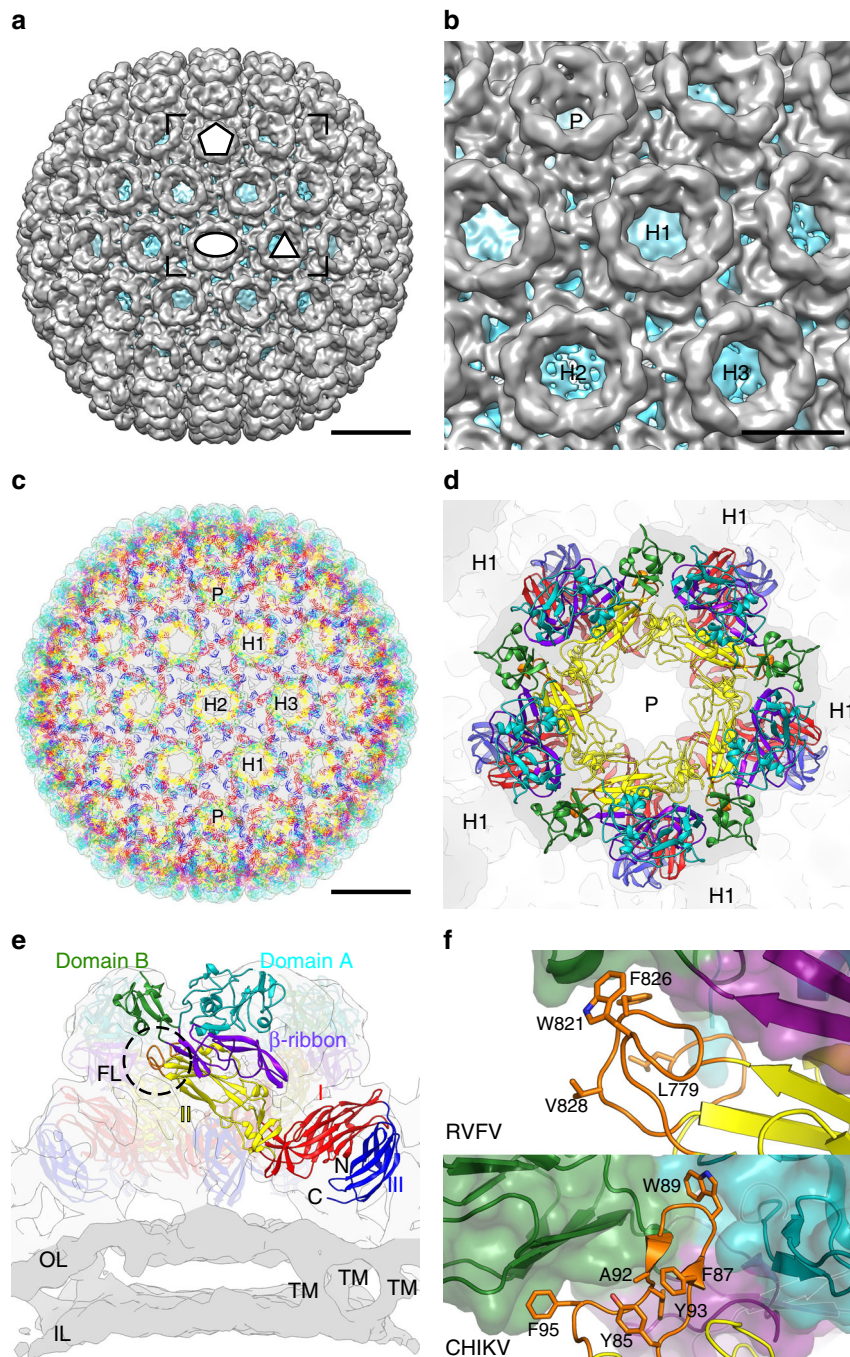 a
b
P
H1
H2
H3
c
P
H1
H2
H3
H1
P
d
H1
H1
P
H1
H1
H1
e
Domain B
Domain A
β-ribbon
FL
II
I
N
C
III
OL
TM
TM
TM
IL
f
F826
W821
L779
V828
RVFV
W89
A92
F87
Y93
F95
Y85
CHIKV